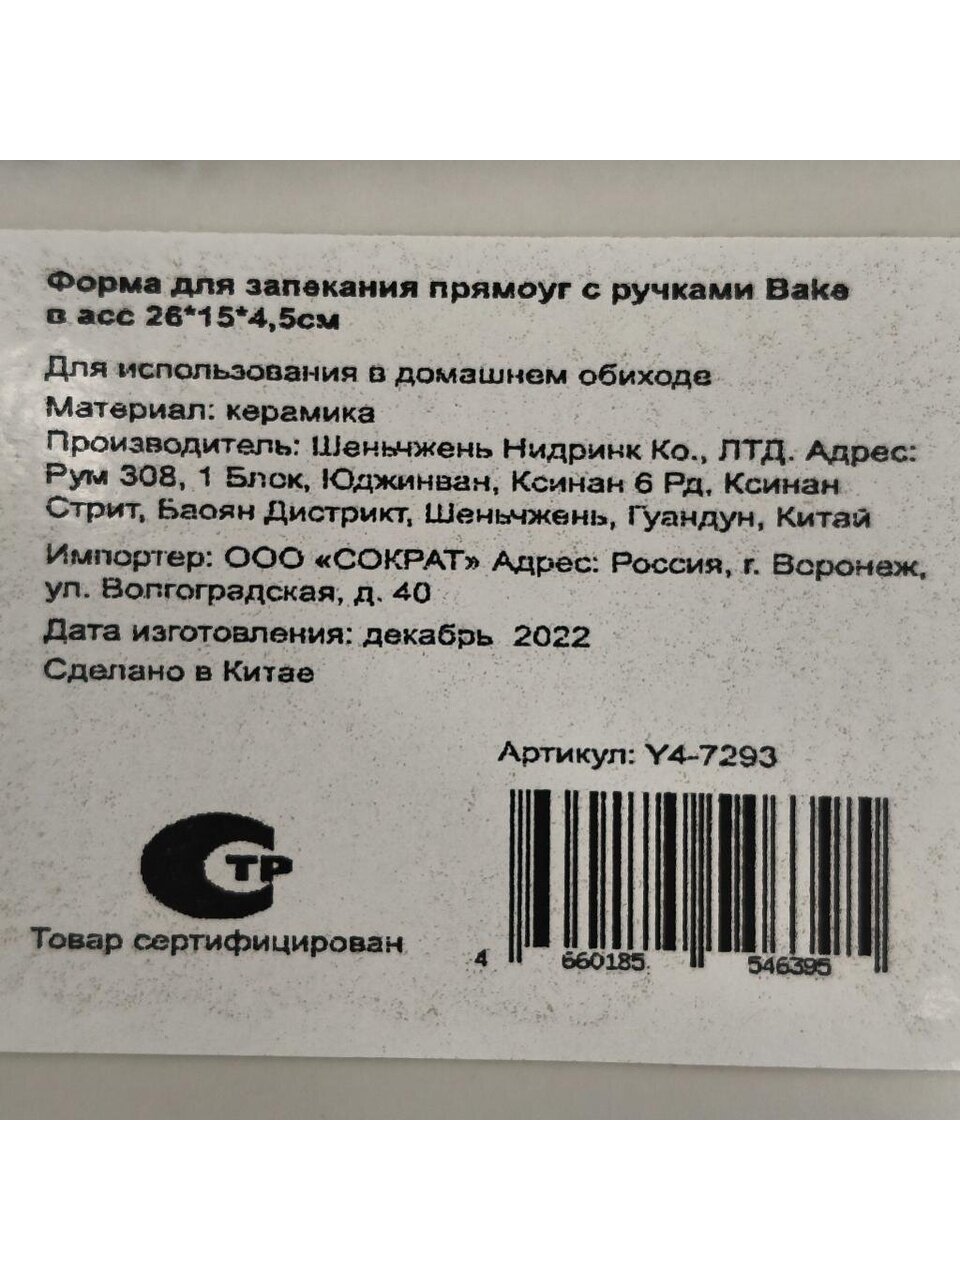 Форма для запекания прямоуг с ручками Bake
в асс 26*15*4,5см
Для использования в домашнем обиходе
Материал: керамика
Производитель: Шеньчжень Нидринк Ко., ЛТД. Адрес:
Рум 308, 1 Блок, Юджинван, Ксинан 6 Рд, Ксинан
Стрит, Баоян Дистрикт, Шеньчжень, Гуандун, Китай
Импортер: ООО «СОКРАТ» Адрес: Россия, г. Воронеж,
ул. Волгоградская, д. 40
Дата изготовления: декабрь 2022
Сделано в Китае
Артикул: Y4-7293
СТР
Товар сертифицирован
4 660185 546395